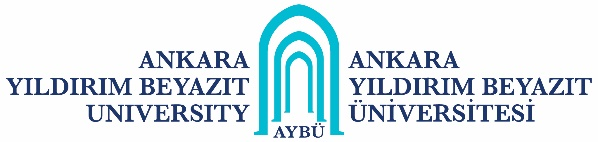 ANKARA
YILDIRIM BEYAZIT
UNIVERSITY
AYBÜ
ANKARA
YILDIRIM BEYAZIT
ÜNİVERSİTESİ